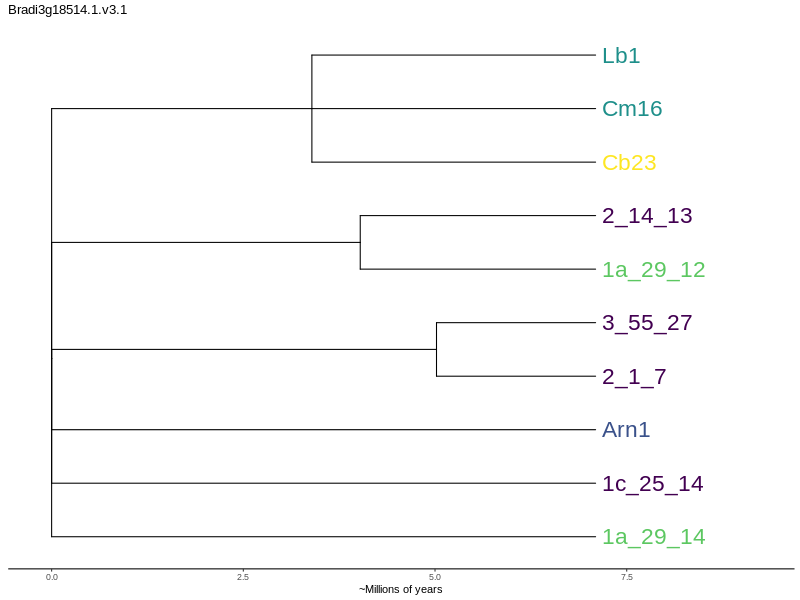 Bradi3g18514.1.v3.1
Lb1
Cm16
Cb23
2_14_13
1a_29_12
3_55_27
2_1_7
Arn1
1c_25_14
1a_29_14
0.0 2.5 5.0 7.5
~Millions of years